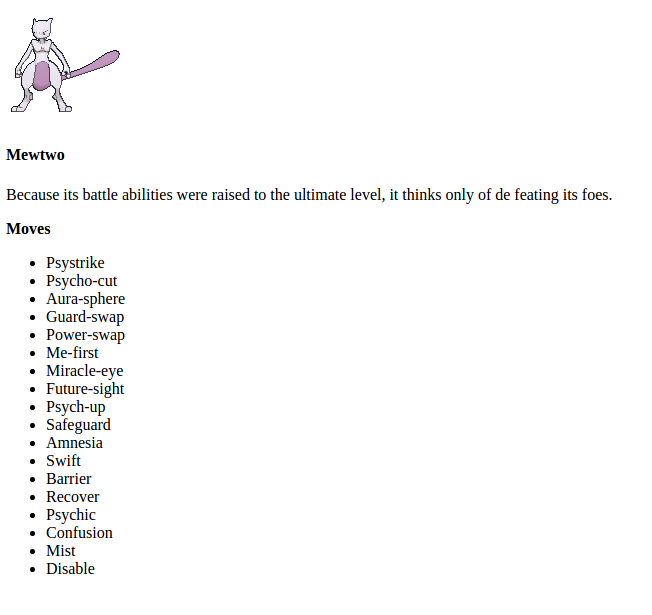 Mewtwo
Because its battle abilities were raised to the ultimate level, it thinks only of de feating its foes.
Moves
Psystrike
Psycho-cut
Aura-sphere
Guard-swap
Power-swap
Me-first
Miracle-eye
Future-sight
Psych-up
Safeguard
Amnesia
Swift
Barrier
Recover
Psychic
Confusion
Mist
Disable